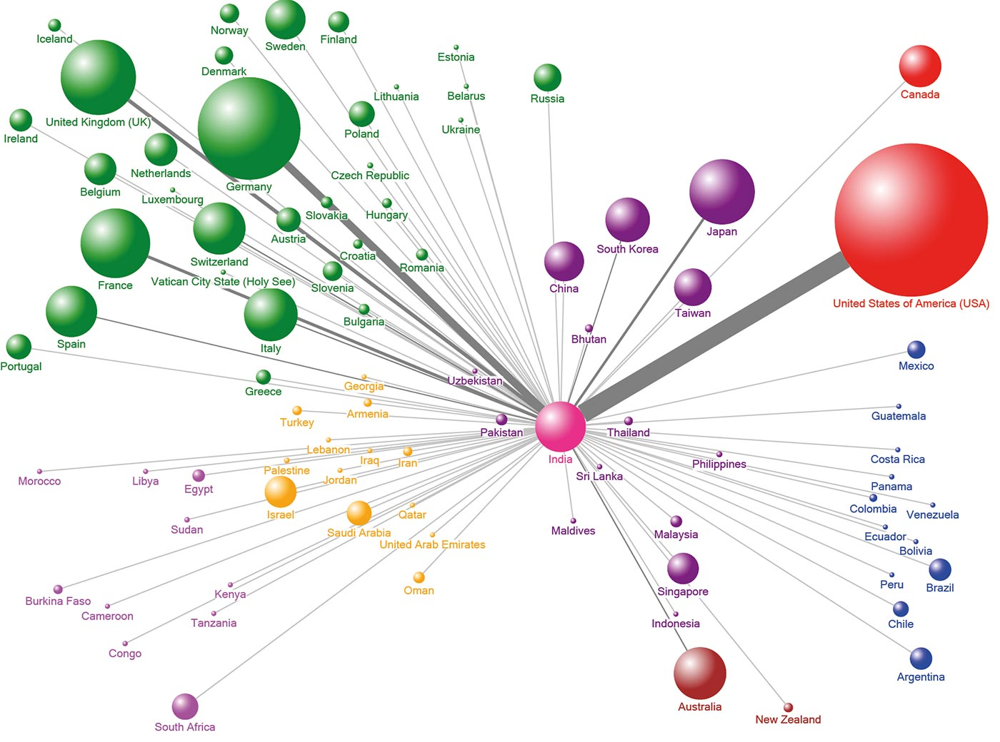 Iceland
Norway
Sweden
Finland
Estonia
Denmark
Lithuania
Belarus
Russia
Canada
United Kingdom (UK)
Ireland
Poland
Ukraine
Netherlands
Czech Republic
Germany
Belgium
Luxembourg
Slovakia
Hungary
Austria
Japan
South Korea
Switzerland
Croatia
Romania
Vatican City State (Holy See)
France
Slovenia
China
Taiwan
United States of America (USA)
Bulgaria
Spain
Italy
Bhutan
Portugal
Mexico
Greece
Georgia
Uzbekistan
Turkey
Armenia
Guatemala
Pakistan
Thailand
Lebanon
India
Iraq
Iran
Philippines
Costa Rica
Morocco
Libya
Egypt
Palestine
Jordan
Sri Lanka
Panama
Israel
Qatar
Colombia
Venezuela
Sudan
Saudi Arabia
United Arab Emirates
Maldives
Malaysia
Ecuador
Bolivia
Oman
Singapore
Peru
Brazil
Burkina Faso
Kenya
Cameroon
Tanzania
Indonesia
Chile
Congo
Argentina
South Africa
Australia
New Zealand